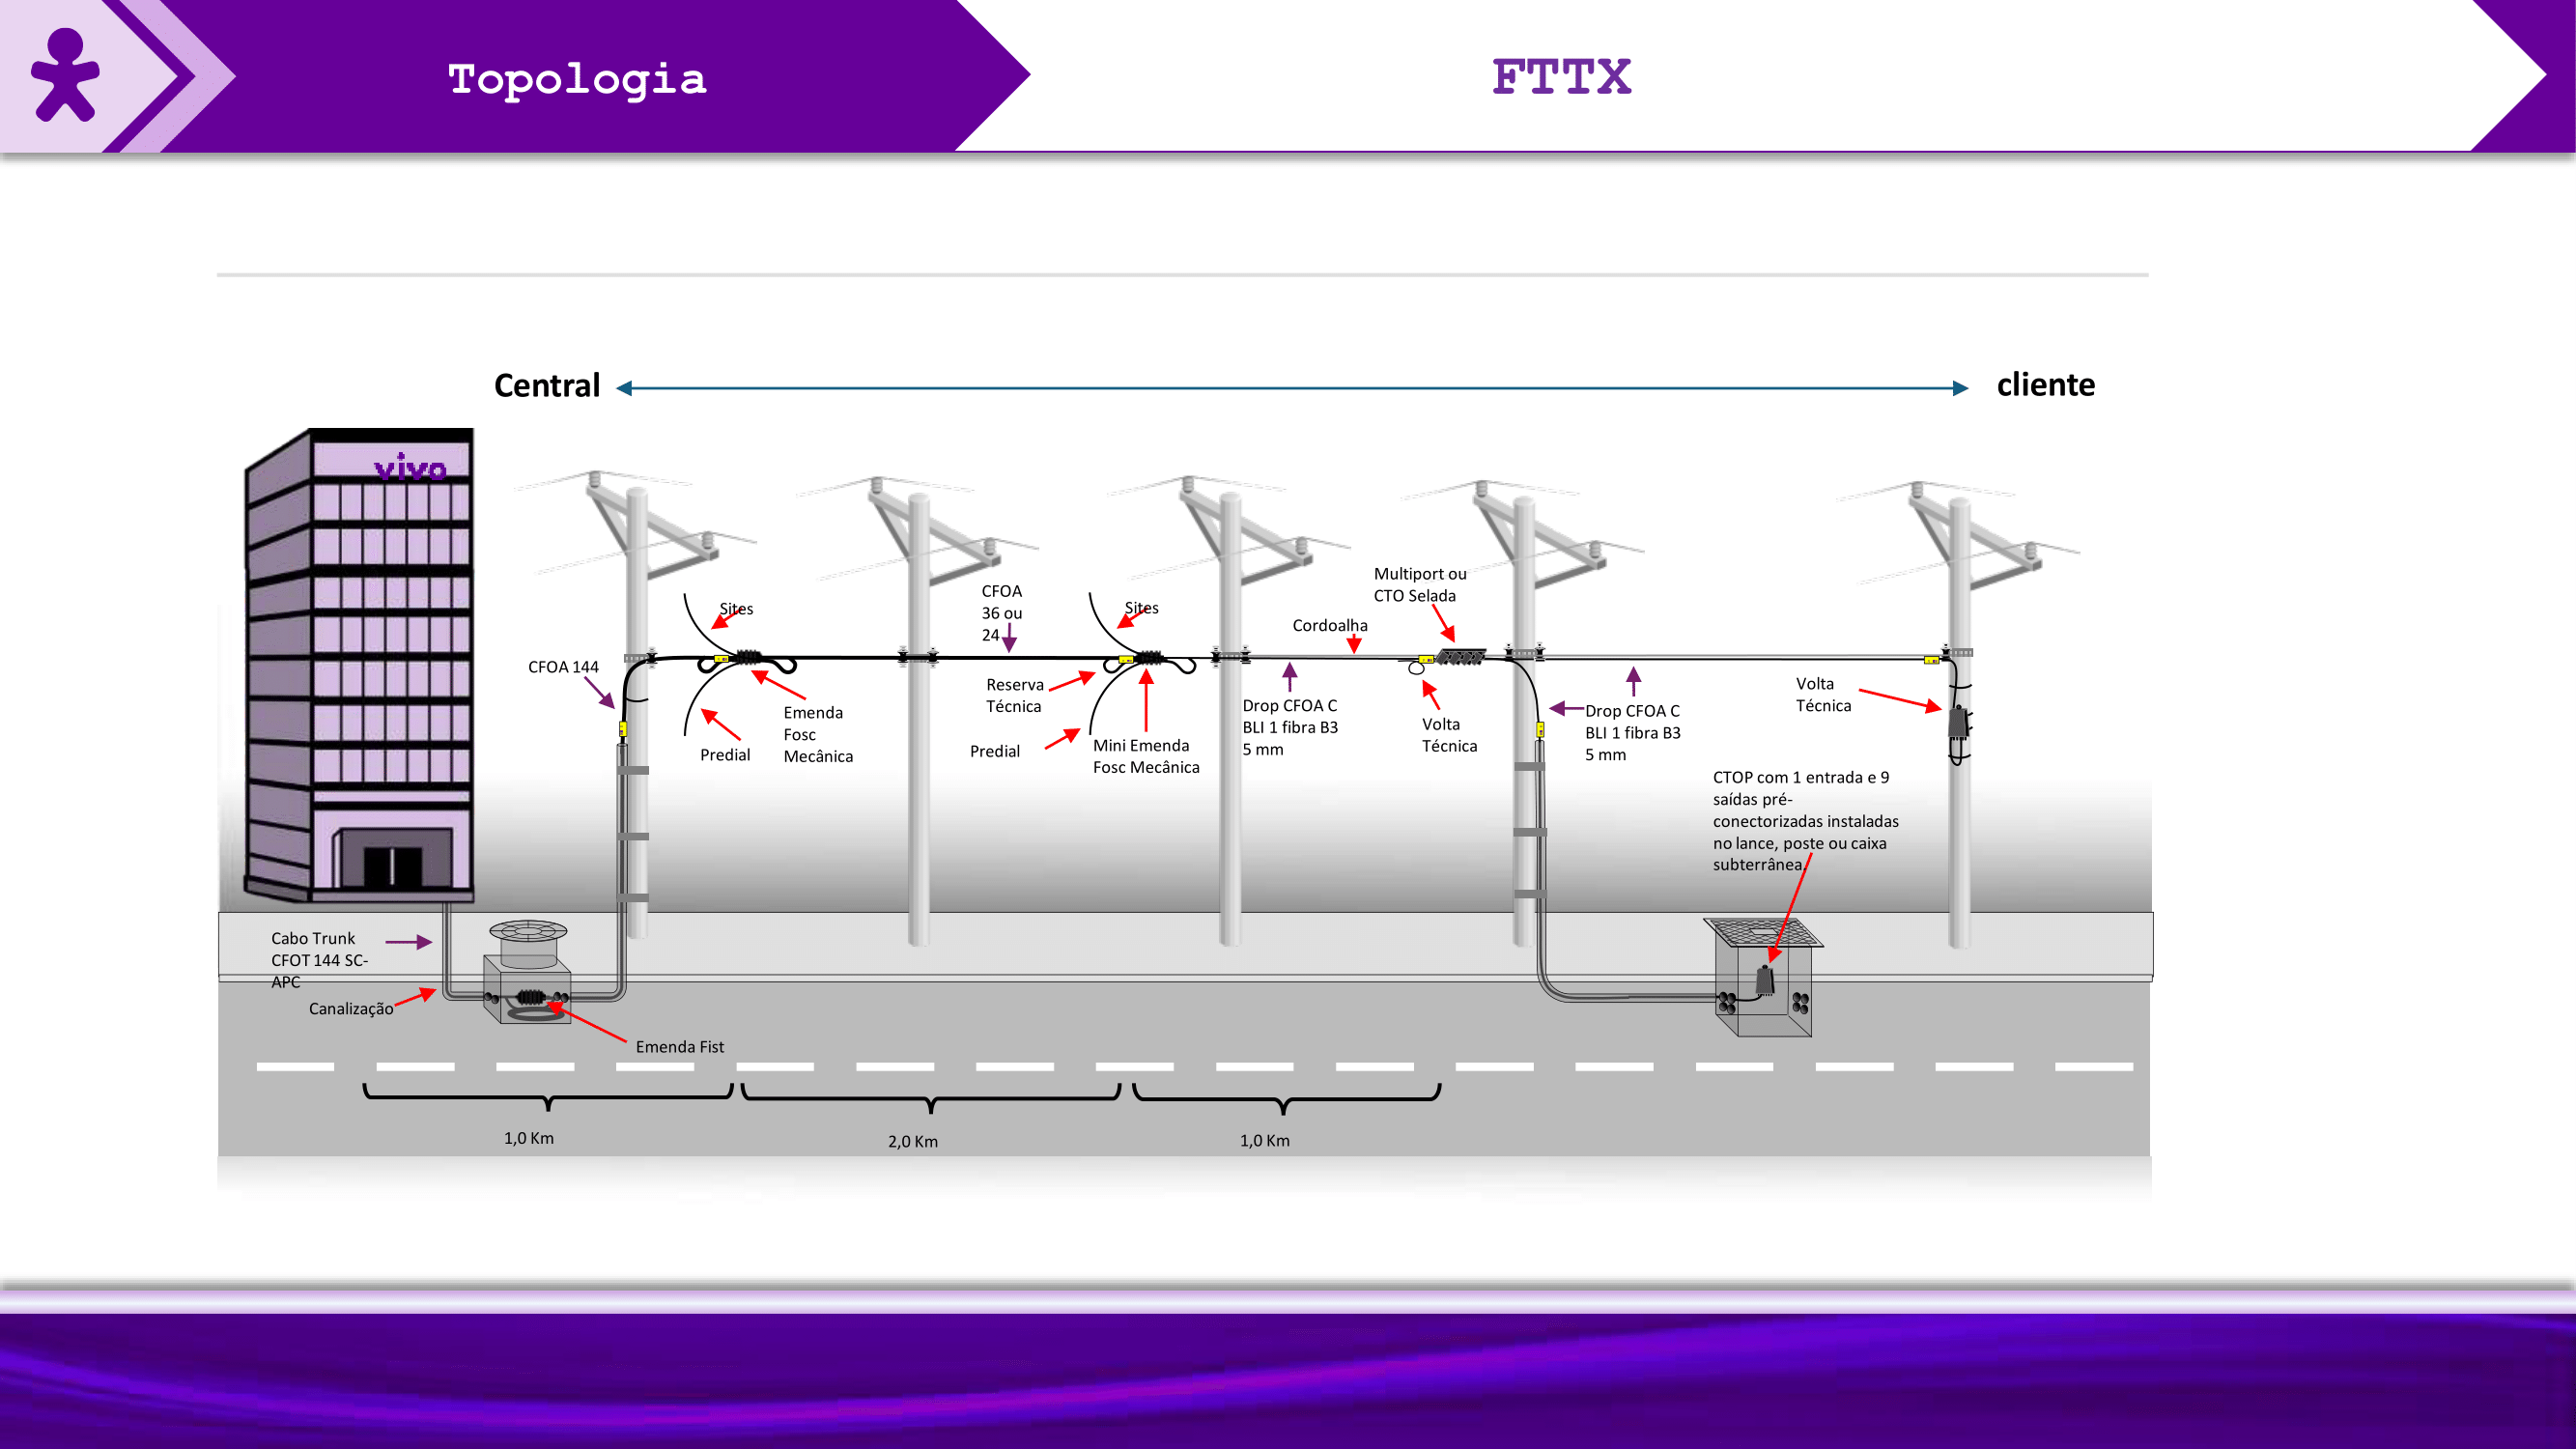 Topologia
FTTX
Central
cliente
vivo
Multiport ou
CTO Selada
CFOA
36 ou
24
Sites
Sites
Cordoalha
CFOA 144
Reserva
Técnica
Volta
Técnica
Emenda
Fosc
Mecânica
Drop CFOA C
BLI 1 fibra B3
5 mm
Drop CFOA C
BLI 1 fibra B3
5 mm
Volta
Técnica
Predial
Predial
Mini Emenda
Fosc Mecânica
CTOP com 1 entrada e 9
saídas pré-
conectorizadas instaladas
no lance, poste ou caixa
subterrânea.
Cabo Trunk
CFOT 144 SC-
APC
Canalização
Emenda Fist
1,0 Km
2,0 Km
1,0 Km